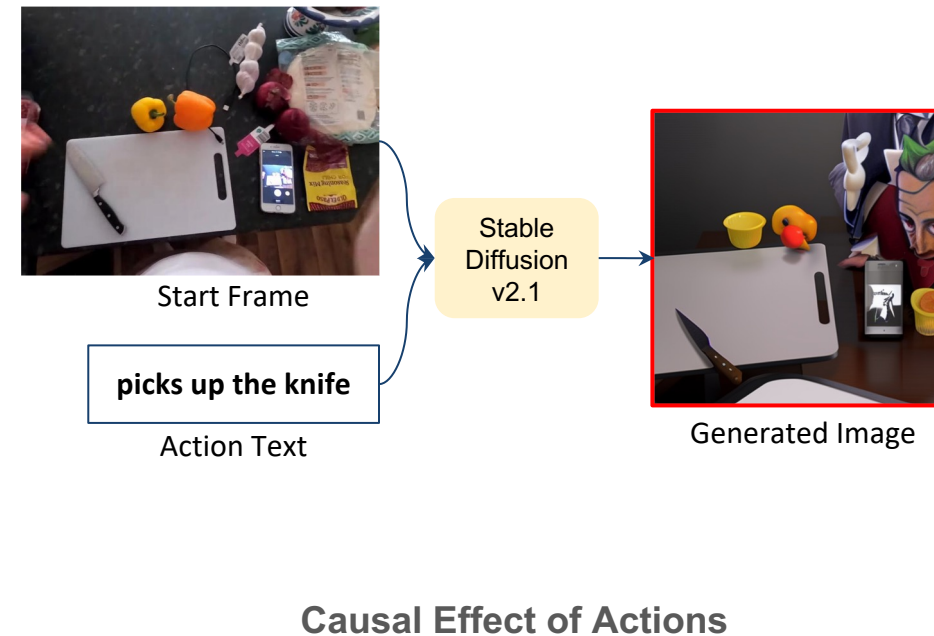 Start Frame
picks up the knife
Action Text
Stable
Diffusion
v2.1
Generated Image
Causal Effect of Actions